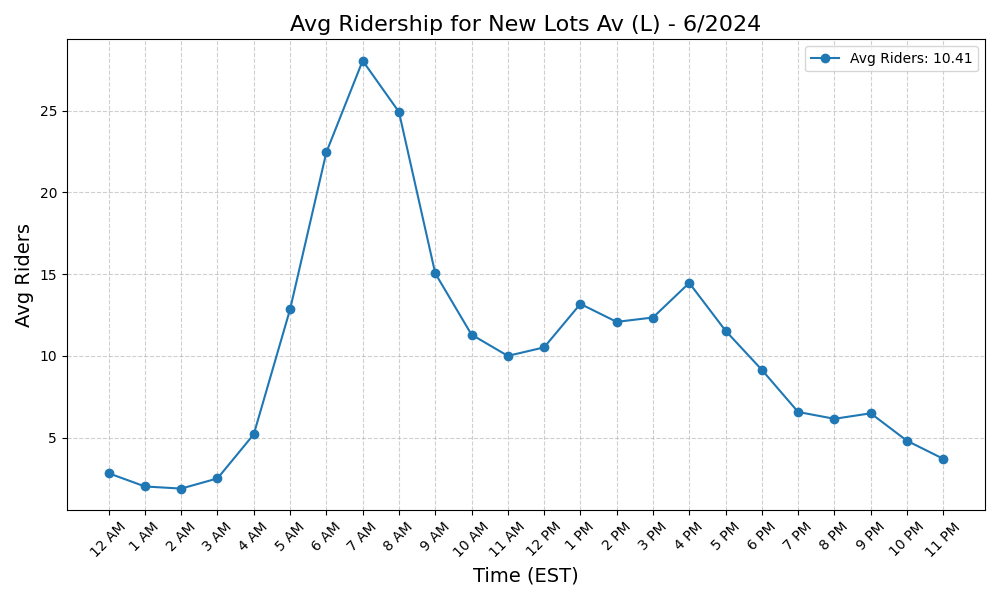 Avg Ridership for New Lots Av (L) - 6/2024
Avg Riders: 10.41
Avg Riders
25
20
15
10
5
12 AM
1 AM
2 AM
3 AM
4 AM
5 AM
6 AM
7 AM
8 AM
9 AM
10 AM
11 AM
12 PM
1 PM
2 PM
3 PM
4 PM
5 PM
6 PM
7 PM
8 PM
9 PM
10 PM
11 PM
Time (EST)